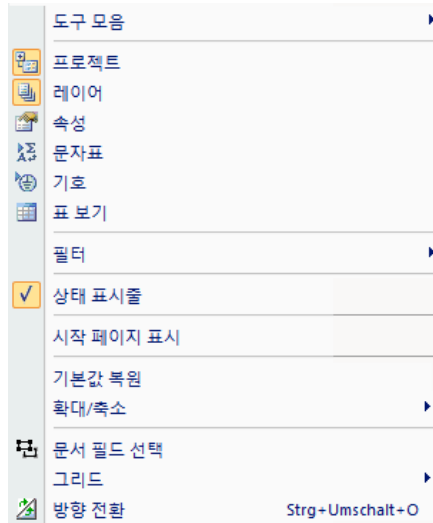 도구 모음
프로젝트
레이어
속성
문자표
기호
표 보기
필터
상태 표시줄
시작 페이지 표시
기본값 복원
확대/축소
문서 필드 선택
그리드
방향 전환 Strg+Umschalt+O